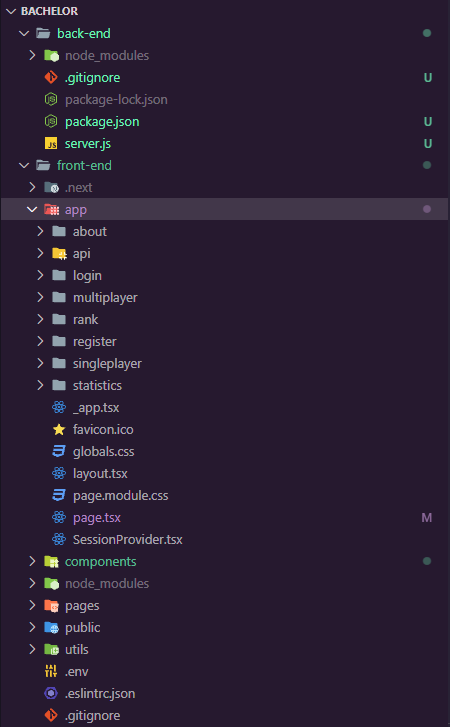 BACHELOR
back-end
node_modules
.gitignore U
package-lock.json
package.json U
JS server.js U
front-end
.next
app
about
api
login
multiplayer
rank
register
singleplayer
statistics
_app.tsx
favicon.ico
globals.css
layout.tsx
page.module.css
page.tsx M
SessionProvider.tsx
components
node_modules
pages
public
utils
.env
.eslintrc.json
.gitignore